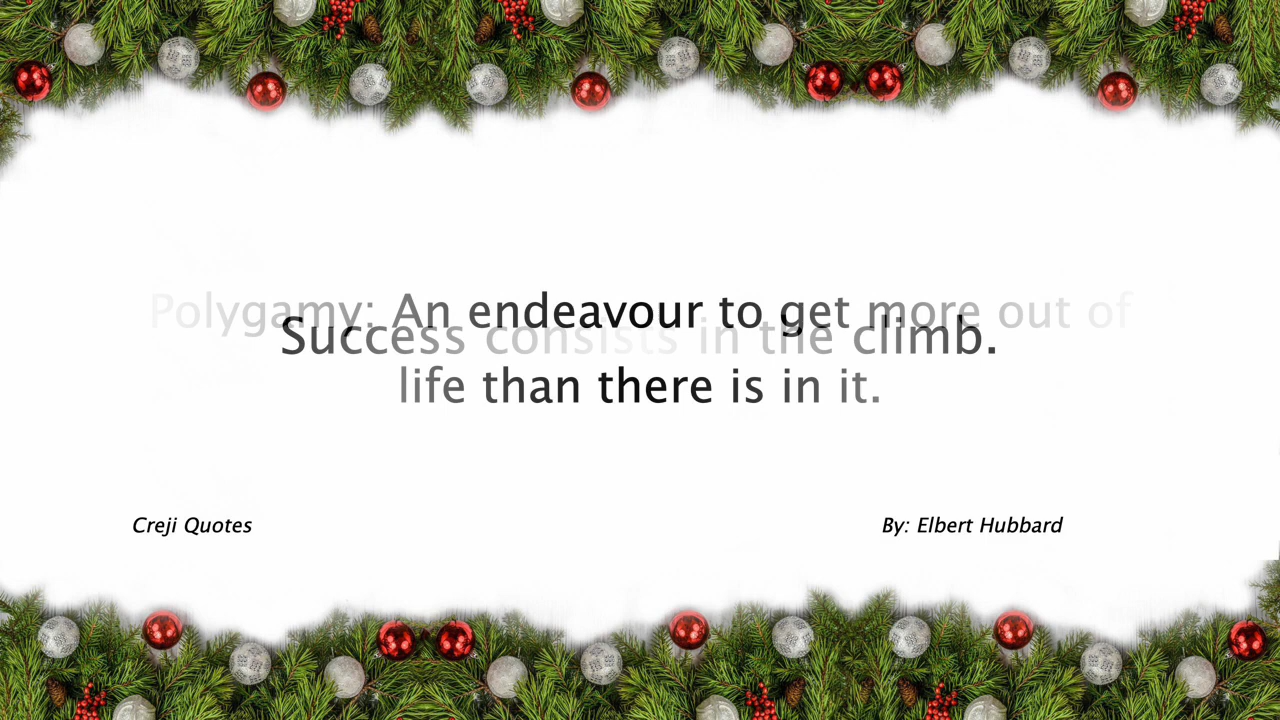 Polygamy: An endeavour to get more out of
Success consists in the climb.
life than there is in it.
Creji Quotes
By: Elbert Hubbard